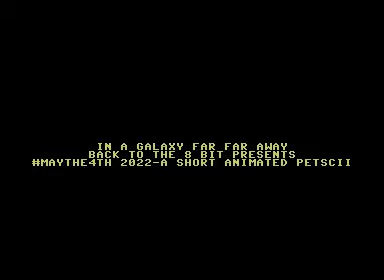 IN A GALAXY FAR FAR AWAY
BACK TO THE 8 BIT PRESENTS
#MAYTHE4TH 2022-A SHORT ANIMATED PETSCII